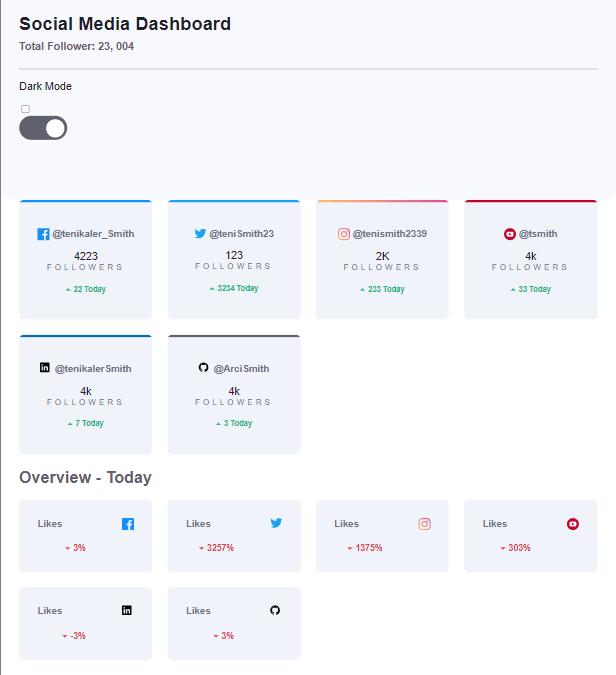 Social Media Dashboard
Total Follower: 23, 004
Dark Mode
@tenikaler_Smith
4223
FOLLOWERS
22 Today
@teniSmith23
123
FOLLOWERS
3234 Today
@tenismith2339
2K
FOLLOWERS
233 Today
@tsmith
4k
FOLLOWERS
33 Today
@tenikalerSmith
4k
FOLLOWERS
7 Today
@ArciSmith
4k
FOLLOWERS
3 Today
Overview - Today
Likes
3%
Likes
3257%
Likes
1375%
Likes
303%
Likes
-3%
Likes
3%